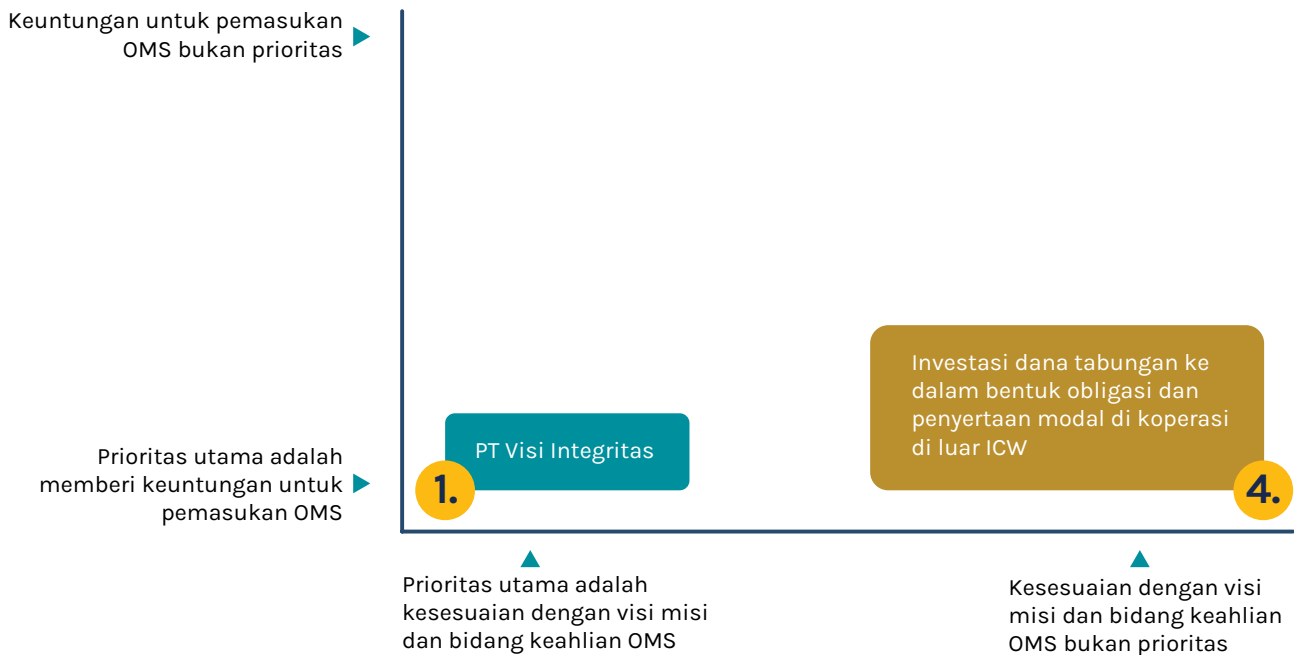 Keuntungan untuk pemasukan
OMS bukan prioritas
Investasi dana tabungan ke
dalam bentuk obligasi dan
penyertaan modal di koperasi
di luar ICW
PT Visi Integritas
Prioritas utama adalah
memberi keuntungan untuk
pemasukan OMS
1.
4.
Prioritas utama adalah
kesesuaian dengan visi misi
dan bidang keahlian OMS
Kesesuaian dengan visi
misi dan bidang keahlian
OMS bukan prioritas